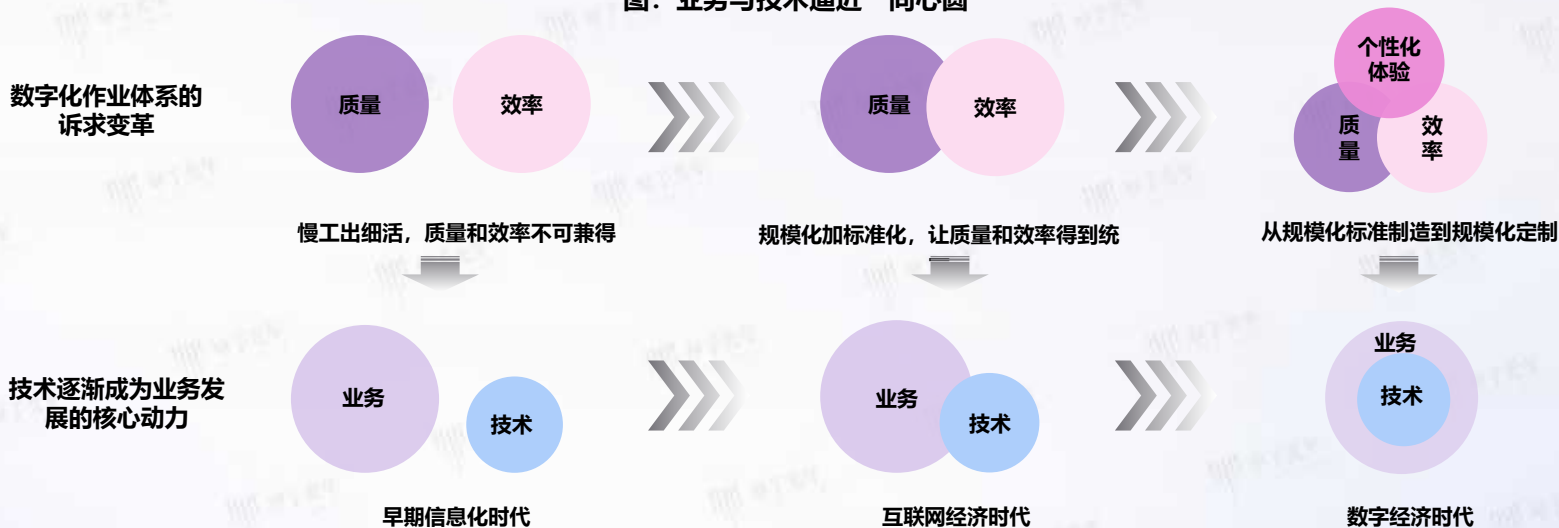 图：业务与技术逼近“同心圆”
数字化作业体系的
诉求变革
质量
效率
质量
效率
个性化
体验
质
量
效
率
慢工出细活，质量和效率不可兼得
规模化加标准化，让质量和效率得到统
从规模化标准制造到规模化定制
技术逐渐成为业务发
展的核心动力
业务
技术
业务
技术
业务
技术
早期信息化时代
互联网经济时代
数字经济时代